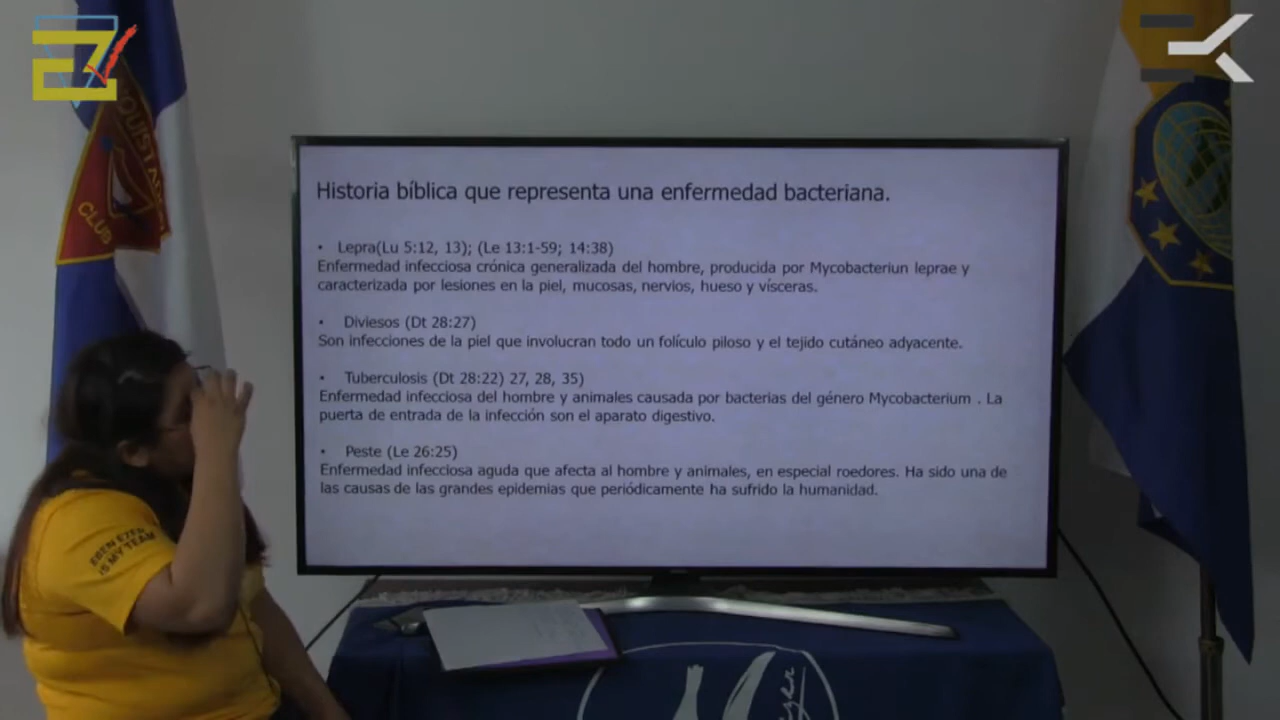 Historia bíblica que representa una enfermedad bacteriana.
• Lepra(Lu 5:12, 13); (Le 13:1-59; 14:38)
Enfermedad infecciosa crónica generalizada del hombre, producida por Mycobacteriun leprae y
caracterizada por lesiones en la piel, mucosas, nervios, hueso y vísceras.
• Diviesos (Dt 28:27)
Son infecciones de la piel que involucran todo un folículo piloso y el tejido cutáneo adyacente.
• Tuberculosis (Dt 28:22) 27, 28, 35)
Enfermedad infecciosa del hombre y animales causada por bacterias del género Mycobacterium . La
puerta de entrada de la infección son el aparato digestivo.
• Peste (Le 26:25)
Enfermedad infecciosa aguda que afecta al hombre y animales, en especial roedores. Ha sido una de
las causas de las grandes epidemias que periódicamente ha sufrido la humanidad.
CLUB
EBEN EZER
IS MY TEAM